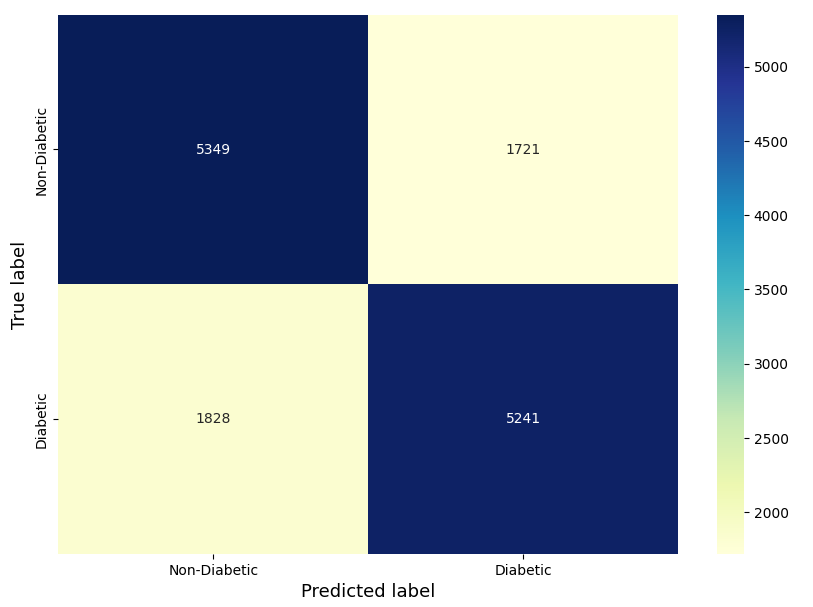 True label
Non-Diabetic
Diabetic
5349
1721
1828
5241
Non-Diabetic
Diabetic
Predicted label
5000
4500
4000
3500
3000
2500
2000